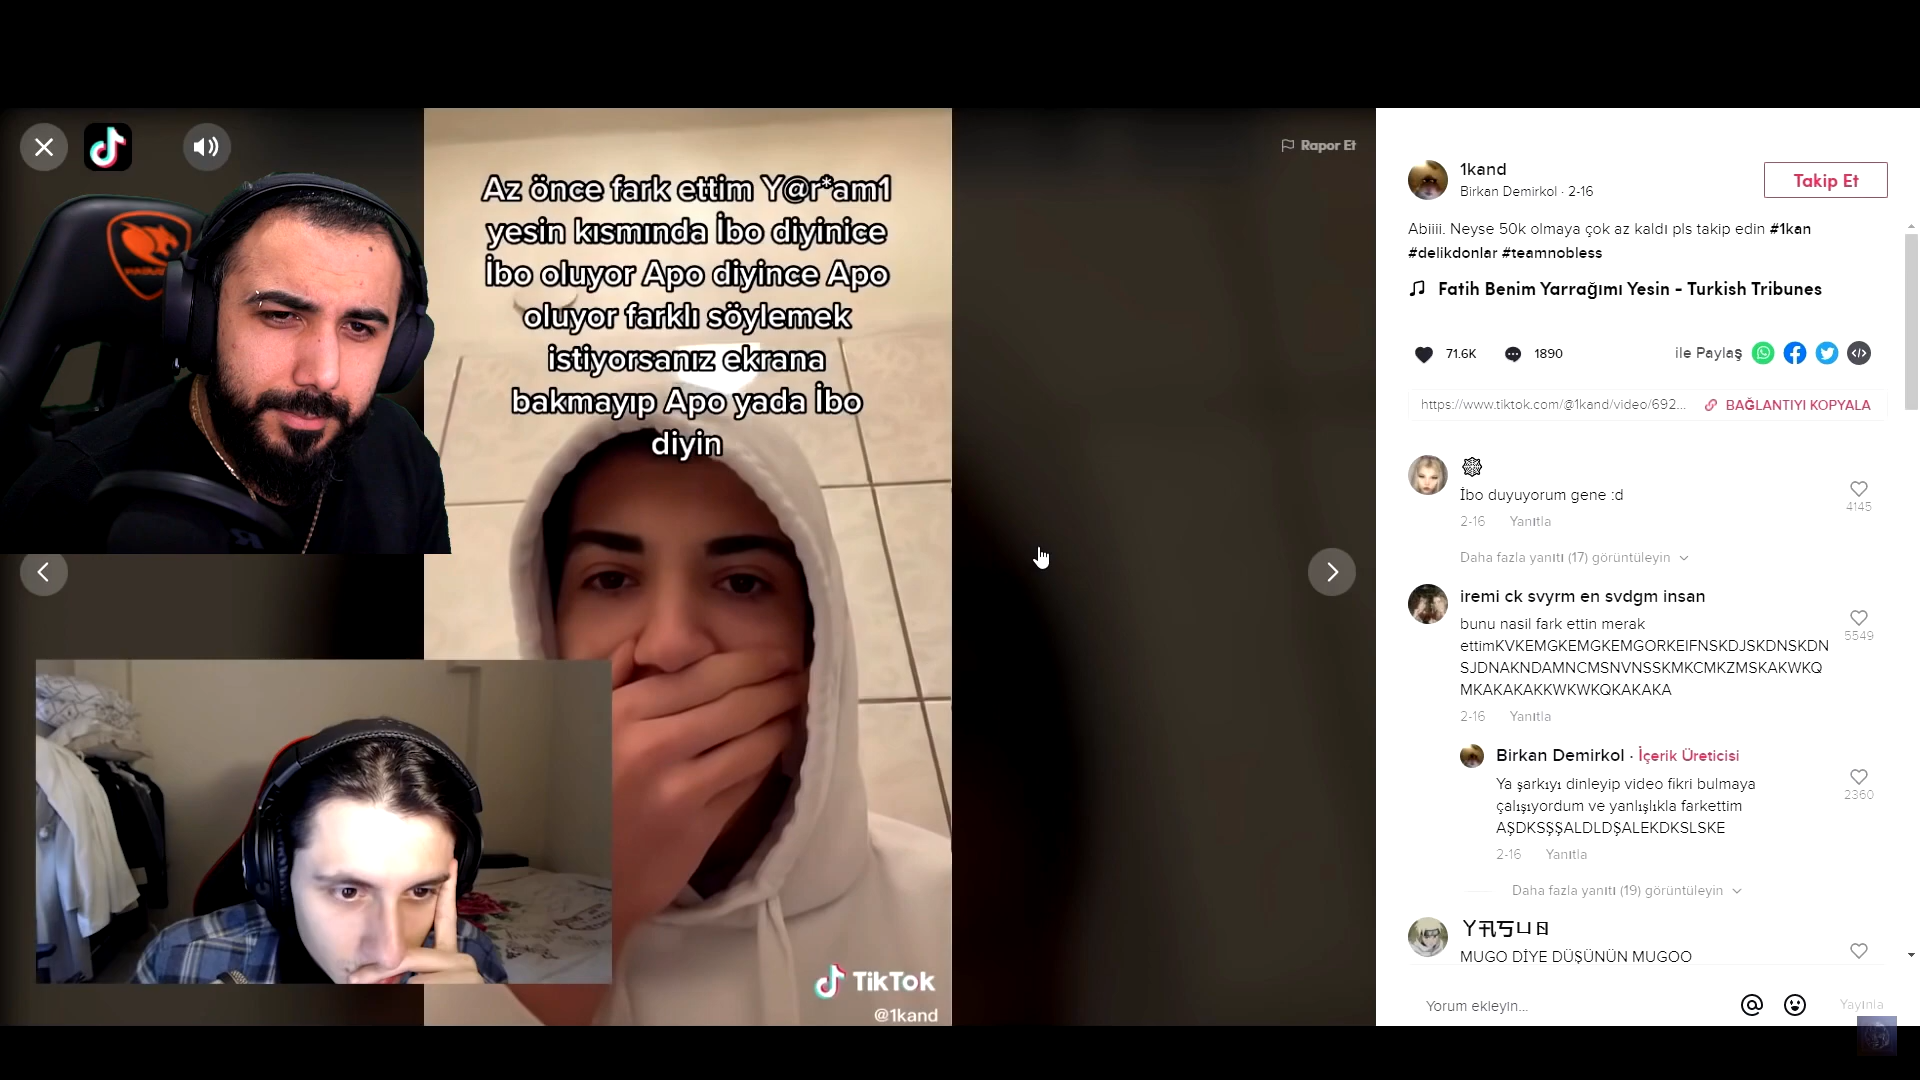 Az önce fark ettim Y@r*am1
yesin kısmında İbo diyinice
İbo oluyor Apo diyince Apo
oluyor farklı söylemek
istiyorsanız ekrana
bakmayıp Apo yada İbo
diyin
TikTok
@1kand
Rapor Et
1kand
Birkan Demirkol · 2-16
Takip Et
Abiiii. Neyse 50k olmaya çok az kaldı pls takip edin #1kan
#delikdonlar #teamnobless
Fatih Benim Yarrağımı Yesin - Turkish Tribunes
71.6K
1890
ile Paylaş
https://www.tiktok.com/@1kand/video/692...
BAĞLANTIYI KOPYALA
İbo duyuyorum gene :d
4145
2-16 Yanıtla
Daha fazla yanıtı (17) görüntüleyin
iremi ck svyrm en svdgm insan
bunu nasil fark ettin merak
ettimKVKEMGKEMGKEMGORKEIFNSKDJSKDNSKDN
SJDNAKNDAMNCMSNVNSSKMKCMKZMSKAKWKQ
MKAKAKAKKWKWKQKAKAKA
5549
2-16 Yanıtla
Birkan Demirkol · İçerik Üreticisi
Ya şarkıyı dinleyip video fikri bulmaya
çalışıyordum ve yanlışlıkla farkettim
AŞDKSŞŞALDLDŞALEKDKSLSKE
2360
2-16 Yanıtla
Daha fazla yanıtı (19) görüntüleyin
MUGO DİYE DÜŞÜNÜN MUGOO
Yorum ekleyin...
Yayınla